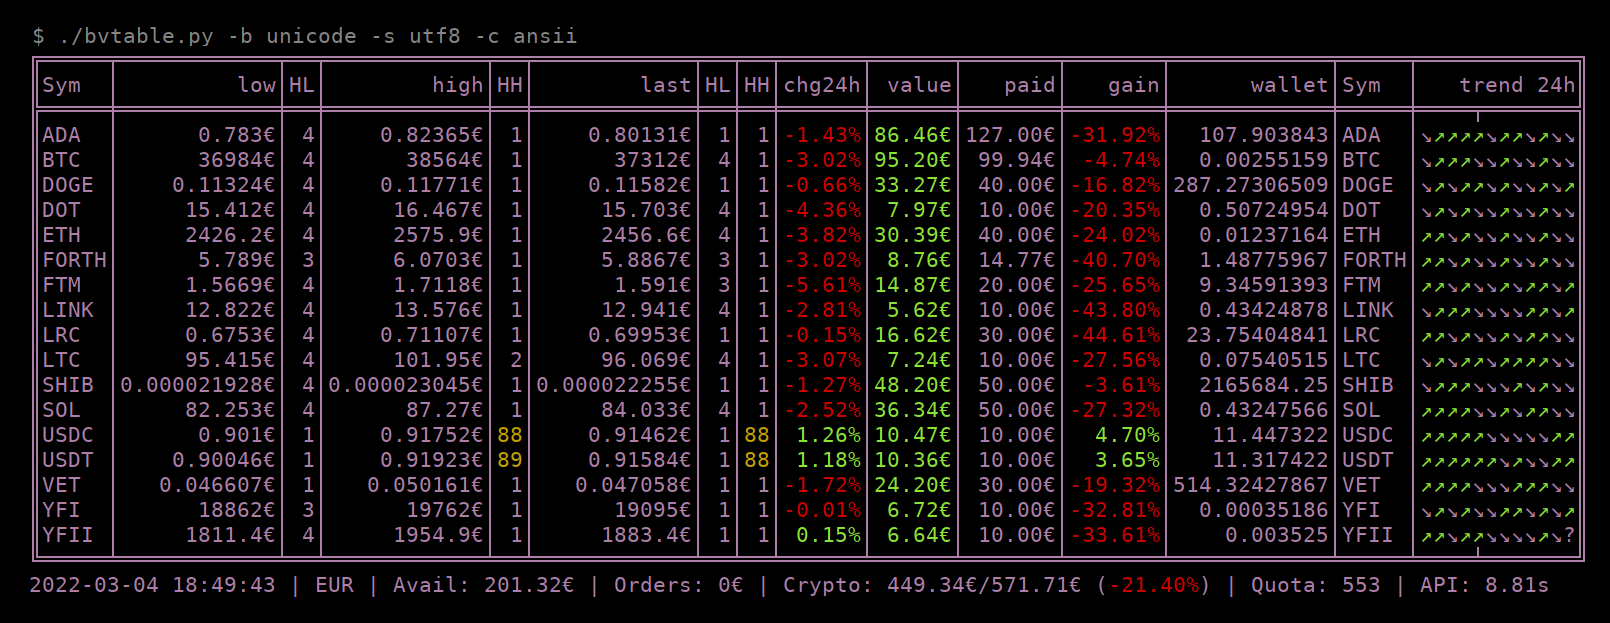 $ ./bvtable.py -b unicode -s utf8 -c ansii
Sym low HL high HH last HL HH chg24h value paid gain wallet Sym trend 24h
ADA 0.783€ 4 0.82365€ 1 0.80131€ 1 1 -1.43% 86.46€ 127.00€ -31.92% 107.903843 ADA ↘↗↗↗↗↘↗↗↘↗↘↘
BTC 36984€ 4 38564€ 1 37312€ 4 1 -3.02% 95.20€ 99.94€ -4.74% 0.00255159 BTC ↘↗↗↗↘↘↗↘↘↗↘↘
DOGE 0.11324€ 4 0.11771€ 1 0.11582€ 1 1 -0.66% 33.27€ 40.00€ -16.82% 287.27306509 DOGE ↘↗↘↗↗↘↗↘↘↗↘↗
DOT 15.412€ 4 16.467€ 1 15.703€ 4 1 -4.36% 7.97€ 10.00€ -20.35% 0.50724954 DOT ↘↗↘↗↘↘↗↘↘↗↘↘
ETH 2426.2€ 4 2575.9€ 1 2456.6€ 4 1 -3.82% 30.39€ 40.00€ -24.02% 0.01237164 ETH ↗↗↘↗↘↘↗↘↘↗↘↘
FORTH 5.789€ 3 6.0703€ 1 5.8867€ 3 1 -3.02% 8.76€ 14.77€ -40.70% 1.48775967 FORTH ↗↗↘↗↘↘↗↘↘↗↘↘
FTM 1.5669€ 4 1.7118€ 1 1.591€ 3 1 -5.61% 14.87€ 20.00€ -25.65% 9.34591393 FTM ↗↗↘↗↘↘↗↘↗↗↘↗
LINK 12.822€ 4 13.576€ 1 12.941€ 4 1 -2.81% 5.62€ 10.00€ -43.80% 0.43424878 LINK ↘↗↗↗↘↘↘↘↗↗↘↗
LRC 0.6753€ 4 0.71107€ 1 0.69953€ 1 1 -0.15% 16.62€ 30.00€ -44.61% 23.75404841 LRC ↗↗↘↗↘↘↗↘↗↗↘↘
LTC 95.415€ 4 101.95€ 2 96.069€ 4 1 -3.07% 7.24€ 10.00€ -27.56% 0.07540515 LTC ↘↗↘↗↗↘↗↗↗↗↘↘
SHIB 0.000021928€ 4 0.000023045€ 1 0.000022255€ 1 1 -1.27% 48.20€ 50.00€ -3.61% 2165684.25 SHIB ↘↗↗↗↘↘↘↗↘↗↘↘
SOL 82.253€ 4 87.27€ 1 84.033€ 4 1 -2.52% 36.34€ 50.00€ -27.32% 0.43247566 SOL ↗↗↗↗↘↘↗↘↗↗↘↘
USDC 0.901€ 1 0.91752€ 88 0.91462€ 1 88 1.26% 10.47€ 10.00€ 4.70% 11.447322 USDC ↗↗↗↗↗↘↘↘↘↘↗↗
USDT 0.90046€ 1 0.91923€ 89 0.91584€ 1 88 1.18% 10.36€ 10.00€ 3.65% 11.317422 USDT ↗↗↗↗↗↗↘↗↘↘↗↗
VET 0.046607€ 1 0.050161€ 1 0.047058€ 1 1 -1.72% 24.20€ 30.00€ -19.32% 514.32427867 VET ↗↗↗↗↘↘↘↗↗↗↘↘
YFI 18862€ 3 19762€ 1 19095€ 1 1 -0.01% 6.72€ 10.00€ -32.81% 0.00035186 YFI ↘↗↘↗↘↘↗↗↘↗↘↗
YFII 1811.4€ 4 1954.9€ 1 1883.4€ 1 1 0.15% 6.64€ 10.00€ -33.61% 0.003525 YFII ↗↗↘↗↗↘↘↘↘↗↘?
2022-03-04 18:49:43 | EUR | Avail: 201.32€ | Orders: 0€ | Crypto: 449.34€/571.71€ (-21.40%) | Quota: 553 | API: 8.81s